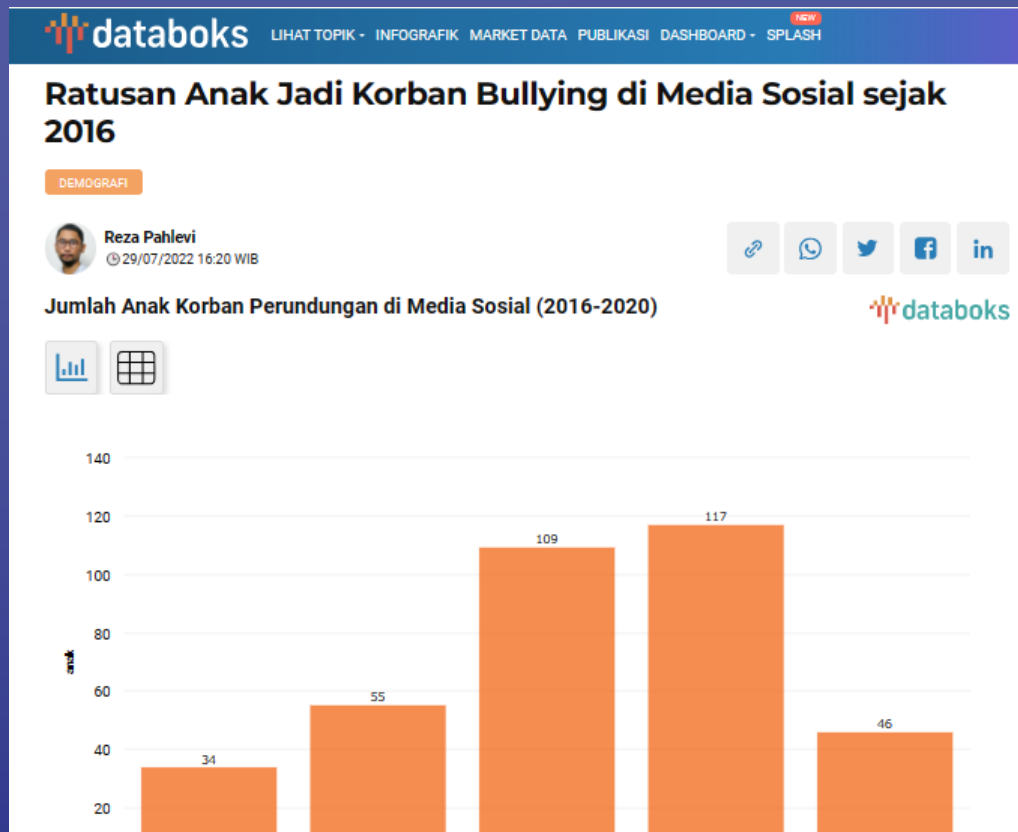 databoks LIHAT TOPIK - INFOGRAFIK MARKET DATA PUBLIKASI DASHBOARD - SPLASH NEW
Ratusan Anak Jadi Korban Bullying di Media Sosial sejak
2016
DEMOGRAFI
Reza Pahlevi
29/07/2022 16:20 WIB
in
Jumlah Anak Korban Perundungan di Media Sosial (2016-2020)
databoks
140
120
100
80
60
40
20
anak
34
55
109
117
46